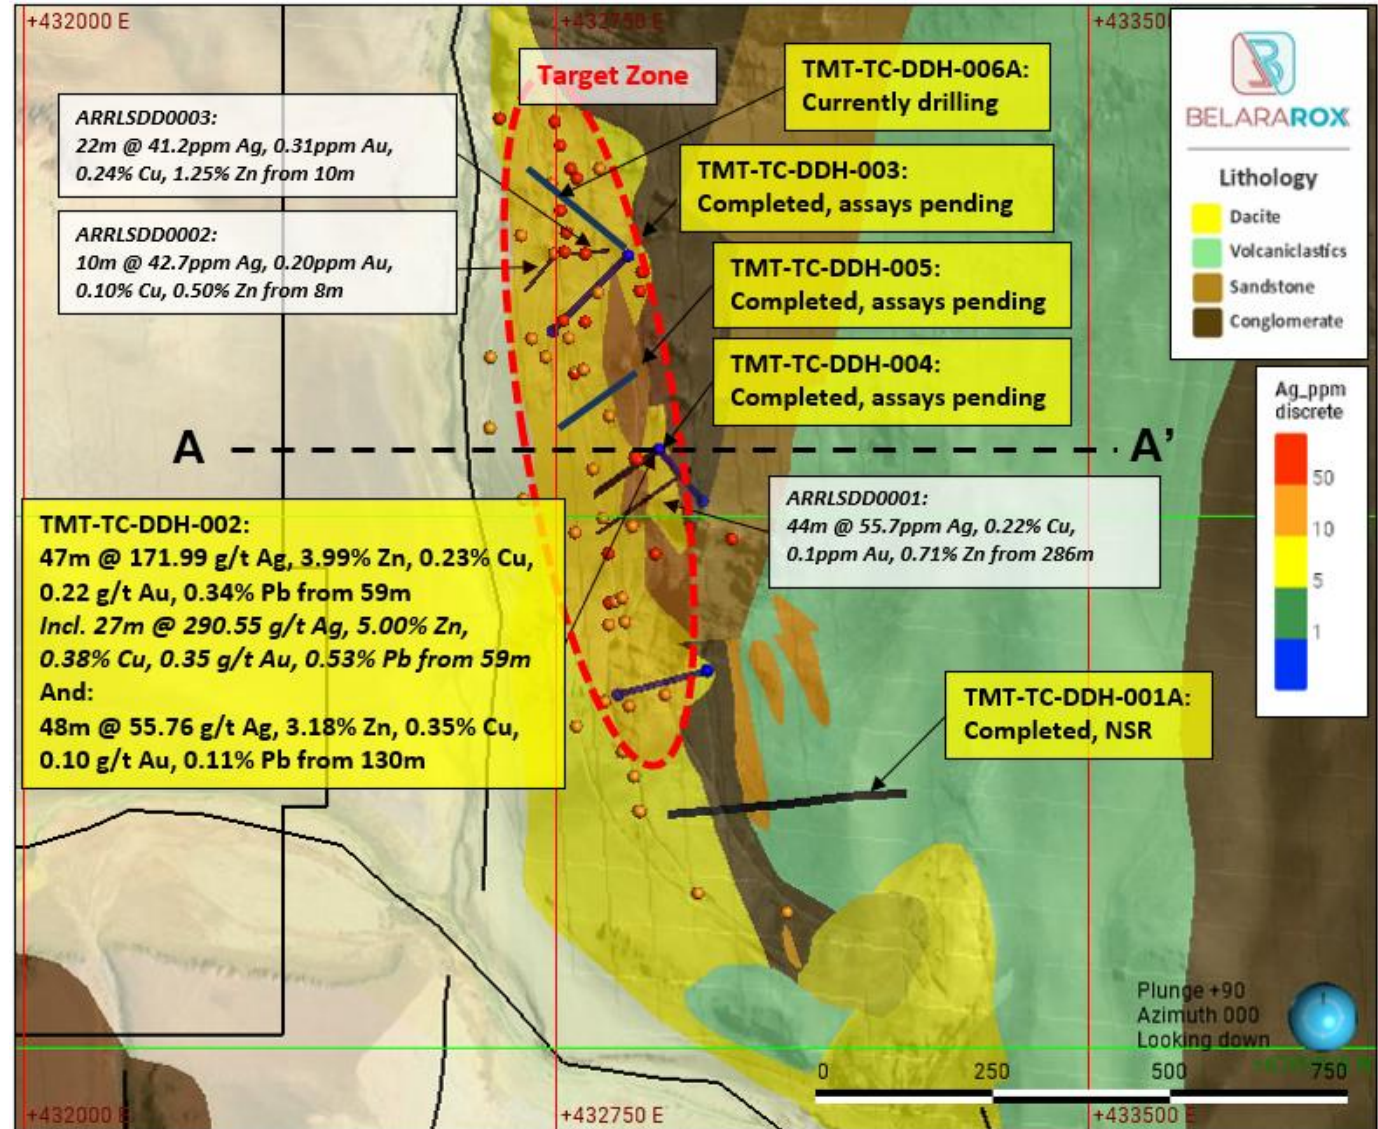 +432000 E
+432750 E
+43350
Target Zone
TMT-TC-DDH-006A:
Currently drilling
BELARAROX
Lithology
Dacite
Volcaniclastics
Sandstone
Conglomerate
ARRLSDD0003:
22m @ 41.2ppm Ag, 0.31ppm Au,
0.24% Cu, 1.25% Zn from 10m
TMT-TC-DDH-003:
Completed, assays pending
ARRLSDD0002:
10m @ 42.7ppm Ag, 0.20ppm Au,
0.10% Cu, 0.50% Zn from 8m
TMT-TC-DDH-005:
Completed, assays pending
TMT-TC-DDH-004:
Completed, assays pending
Ag_ppm
discrete
50
10
5
1
A
A’
ARRLSDD0001:
44m @ 55.7ppm Ag, 0.22% Cu,
0.1ppm Au, 0.71% Zn from 286m
TMT-TC-DDH-002:
47m @ 171.99 g/t Ag, 3.99% Zn, 0.23% Cu,
0.22 g/t Au, 0.34% Pb from 59m
Incl. 27m @ 290.55 g/t Ag, 5.00% Zn,
0.38% Cu, 0.35 g/t Au, 0.53% Pb from 59m
And:
48m @ 55.76 g/t Ag, 3.18% Zn, 0.35% Cu,
0.10 g/t Au, 0.11% Pb from 130m
TMT-TC-DDH-001A:
Completed, NSR
Plunge +90
Azimuth 000
Looking down
0
250
500
750
+432000 E
+432750 E
+433500 E